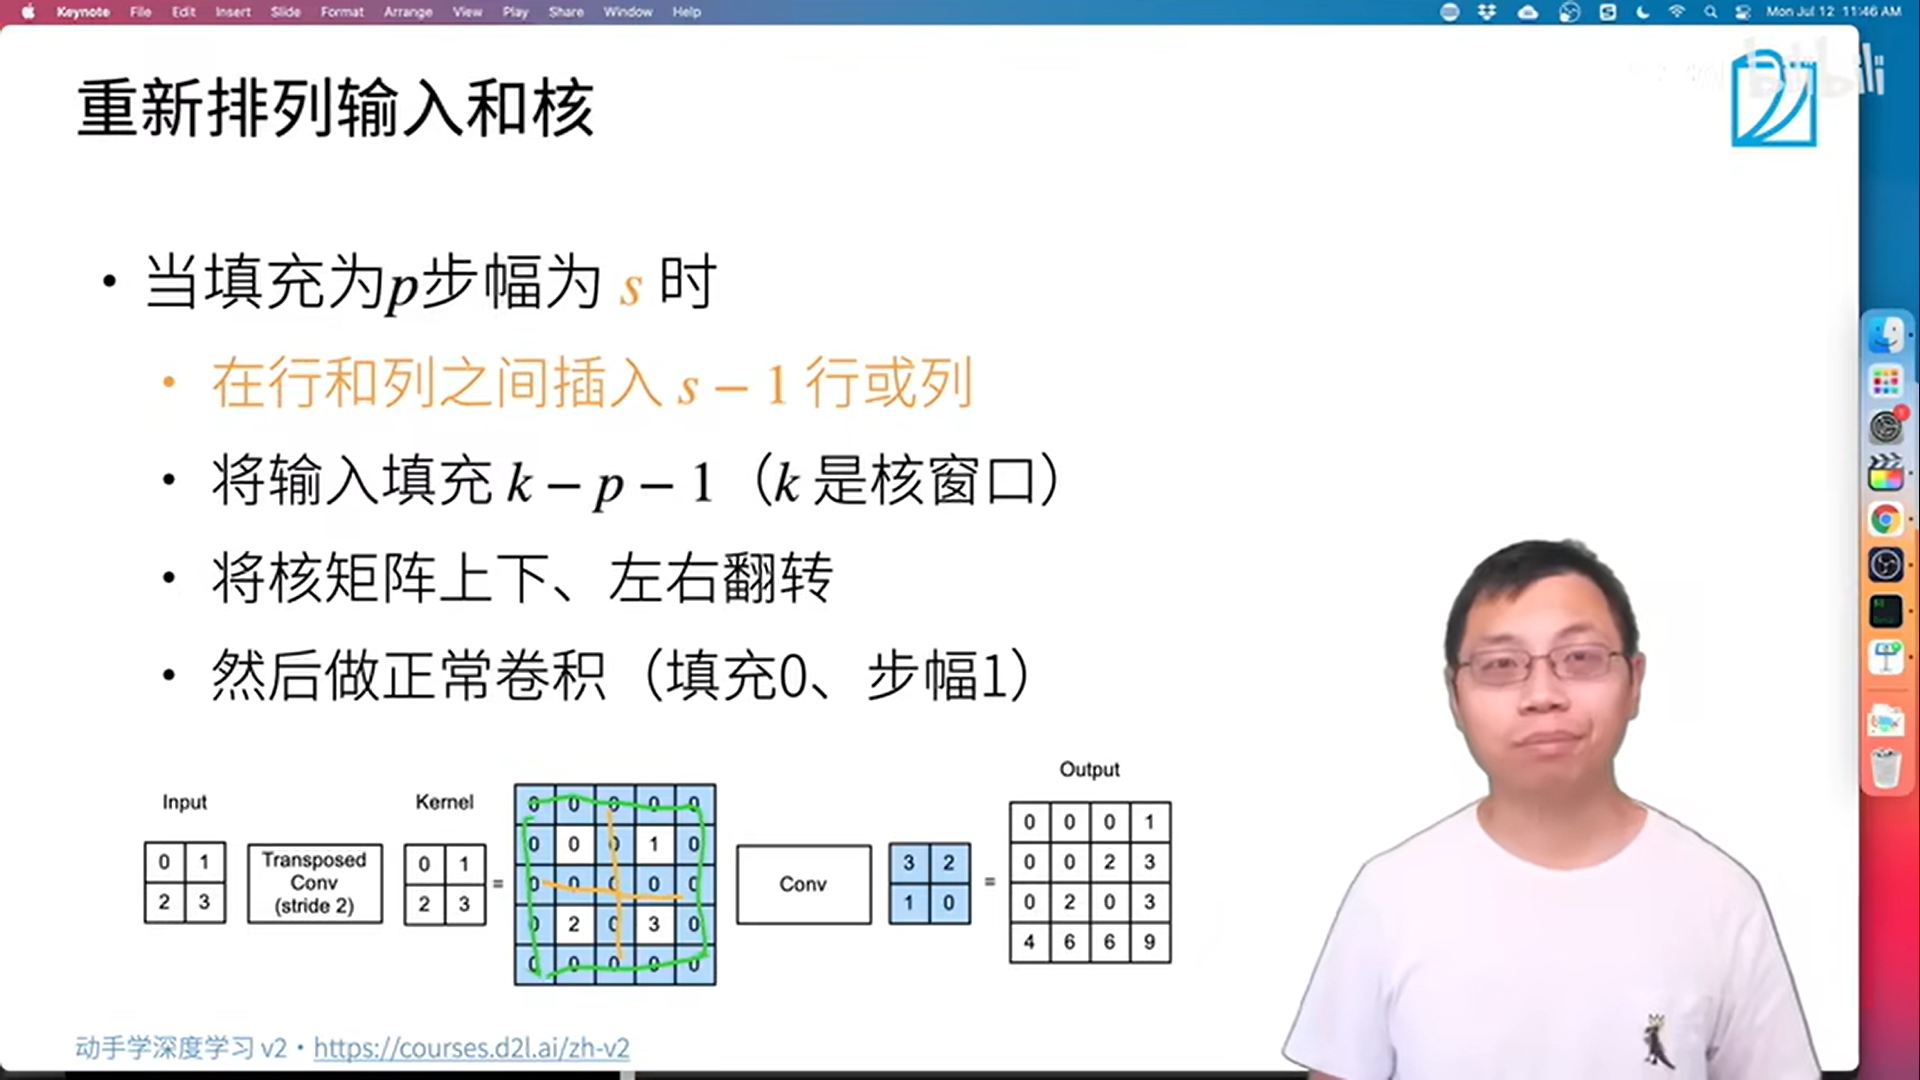 Keynote File Edit Insert Slide Format Arrange View Play Share Window Help Mon Jul 12 11:46 AM
bilibili
重新排列输入和核
• 当填充为p步幅为 s 时
• 在行和列之间插入 s − 1 行或列
• 将输入填充 k − p − 1（k 是核窗口）
• 将核矩阵上下、左右翻转
• 然后做正常卷积（填充0、步幅1）
Input
0 1
2 3
Transposed
Conv
(stride 2)
Kernel
0 1
2 3
=
0 0 0 0 0
0 0 0 1 0
0 0 0 0 0
0 2 0 3 0
0 0 0 0 0
Conv
3 2
1 0
=
Output
0 0 0 1
0 0 2 3
0 2 0 3
4 6 6 9
动手学深度学习 v2 • https://courses.d2l.ai/zh-v2